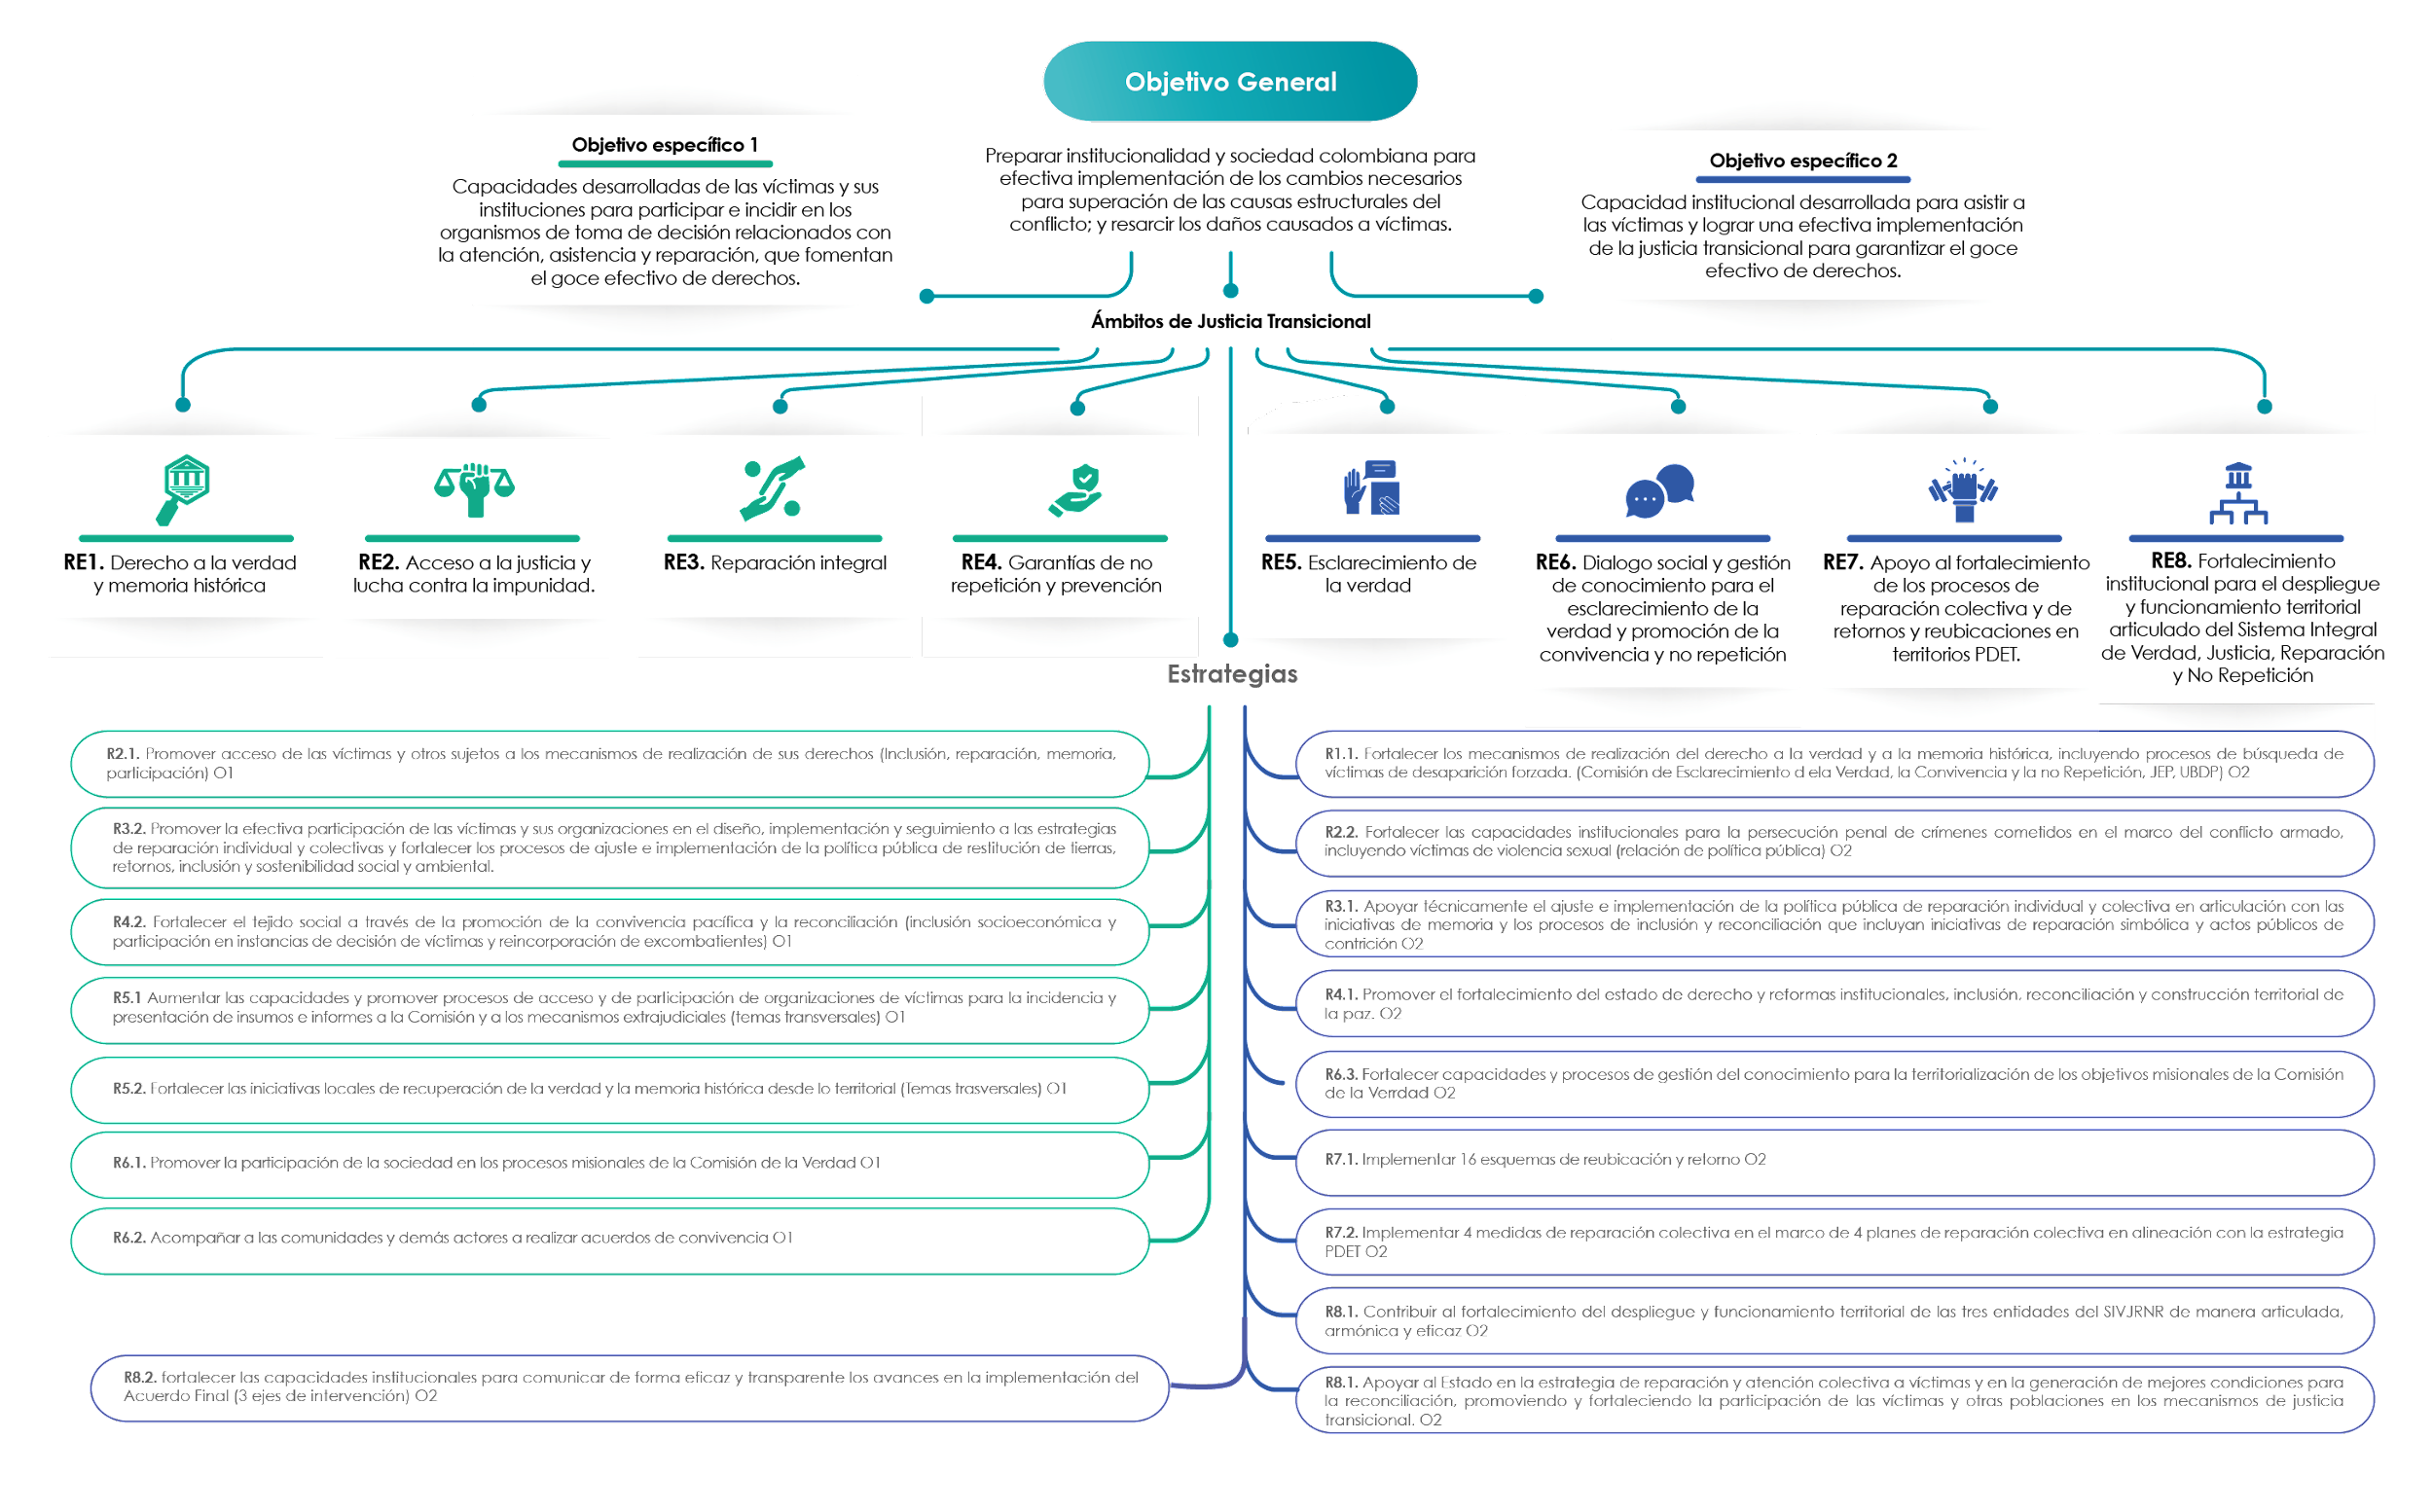 Objetivo General
Preparar institucionalidad y sociedad colombiana para
efectiva implementación de los cambios necesarios
para superación de las causas estructurales del
conflicto; y resarcir los daños causados a víctimas.
Objetivo específico 1
Capacidades desarrolladas de las víctimas y sus
instituciones para participar e incidir en los
organismos de toma de decisión relacionados con
la atención, asistencia y reparación, que fomentan
el goce efectivo de derechos.
Objetivo específico 2
Capacidad institucional desarrollada para asistir a
las víctimas y lograr una efectiva implementación
de la justicia transicional para garantizar el goce
efectivo de derechos.
Ámbitos de Justicia Transicional
RE1. Derecho a la verdad
y memoria histórica
RE2. Acceso a la justicia y
lucha contra la impunidad.
RE3. Reparación integral
RE4. Garantías de no
repetición y prevención
RE5. Esclarecimiento de
la verdad
RE6. Dialogo social y gestión
de conocimiento para el
esclarecimiento de la
verdad y promoción de la
convivencia y no repetición
RE7. Apoyo al fortalecimiento
de los procesos de
reparación colectiva y de
retornos y reubicaciones en
territorios PDET.
RE8. Fortalecimiento
institucional para el despliegue
y funcionamiento territorial
articulado del Sistema Integral
de Verdad, Justicia, Reparación
y No Repetición
Estrategias
R2.1. Promover acceso de las víctimas y otros sujetos a los mecanismos de realización de sus derechos (Inclusión, reparación, memoria,
participación) O1
R3.2. Promover la efectiva participación de las víctimas y sus organizaciones en el diseño, implementación y seguimiento a las estrategias
de reparación individual y colectivas y fortalecer los procesos de ajuste e implementación de la política pública de restitución de tierras,
retornos, inclusión y sostenibilidad social y ambiental.
R4.2. Fortalecer el tejido social a través de la promoción de la convivencia pacífica y la reconciliación (inclusión socioeconómica y
participación en instancias de decisión de víctimas y reincorporación de excombatientes) O1
R5.1 Aumentar las capacidades y promover procesos de acceso y de participación de organizaciones de víctimas para la incidencia y
presentación de insumos e informes a la Comisión y a los mecanismos extrajudiciales (temas transversales) O1
R5.2. Fortalecer las iniciativas locales de recuperación de la verdad y la memoria histórica desde lo territorial (Temas trasversales) O1
R6.1. Promover la participación de la sociedad en los procesos misionales de la Comisión de la Verdad O1
R6.2. Acompañar a las comunidades y demás actores a realizar acuerdos de convivencia O1
R8.2. fortalecer las capacidades institucionales para comunicar de forma eficaz y transparente los avances en la implementación del
Acuerdo Final (3 ejes de intervención) O2
R1.1. Fortalecer los mecanismos de realización del derecho a la verdad y a la memoria histórica, incluyendo procesos de búsqueda de
víctimas de desaparición forzada. (Comisión de Esclarecimiento d ela Verdad, la Convivencia y la no Repetición, JEP, UBDP) O2
R2.2. Fortalecer las capacidades institucionales para la persecución penal de crímenes cometidos en el marco del conflicto armado,
incluyendo víctimas de violencia sexual (relación de política pública) O2
R3.1. Apoyar técnicamente el ajuste e implementación de la política pública de reparación individual y colectiva en articulación con las
iniciativas de memoria y los procesos de inclusión y reconciliación que incluyan iniciativas de reparación simbólica y actos públicos de
contrición O2
R4.1. Promover el fortalecimiento del estado de derecho y reformas institucionales, inclusión, reconciliación y construcción territorial de
la paz. O2
R6.3. Fortalecer capacidades y procesos de gestión del conocimiento para la territorialización de los objetivos misionales de la Comisión
de la Verrdad O2
R7.1. Implementar 16 esquemas de reubicación y retorno O2
R7.2. Implementar 4 medidas de reparación colectiva en el marco de 4 planes de reparación colectiva en alineación con la estrategia
PDET O2
R8.1. Contribuir al fortalecimiento del despliegue y funcionamiento territorial de las tres entidades del SIVJRNR de manera articulada,
armónica y eficaz O2
R8.1. Apoyar al Estado en la estrategia de reparación y atención colectiva a víctimas y en la generación de mejores condiciones para
la reconciliación, promoviendo y fortaleciendo la participación de las víctimas y otras poblaciones en los mecanismos de justicia
transicional. O2